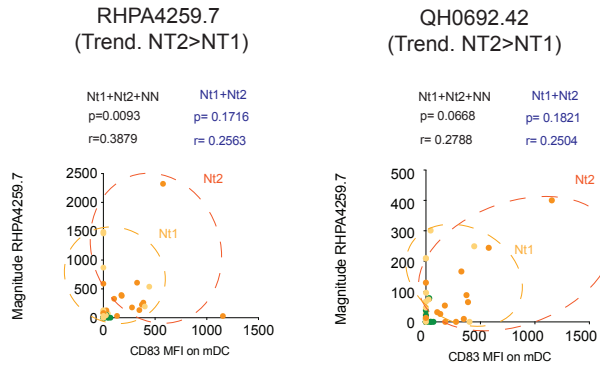 RHPA4259.7
(Trend. NT2>NT1)
Nt1+Nt2+NN Nt1+Nt2
p=0.0093 p= 0.1716
r=0.3879 r= 0.2563
Magnitude RHPA4259.7
2500
2000
1500
1000
500
0
0 500 1000 1500
CD83 MFI on mDC
Nt2
Nt1
QH0692.42
(Trend. NT2>NT1)
Nt1+Nt2+NN Nt1+Nt2
p=0.0668 p= 0.1821
r=0.2788 r= 0.2504
Magnitude RHPA4259.7
500
400
300
200
100
0
0 500 1000 1500
CD83 MFI on mDC
Nt2
Nt1